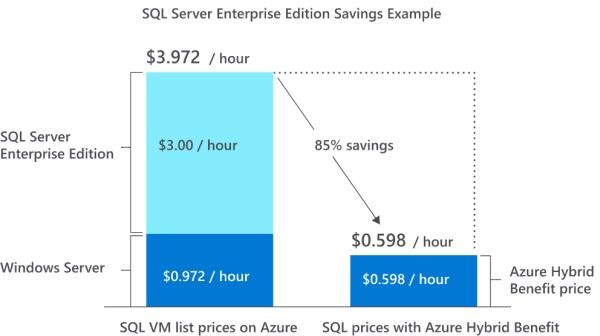 SQL Server Enterprise Edition Savings Example
$3.972 / hour
SQL Server
Enterprise Edition
$3.00 / hour
85% savings
$0.598 / hour
Windows Server
$0.972 / hour
$0.598 / hour
Azure Hybrid
Benefit price
SQL VM list prices on Azure
SQL prices with Azure Hybrid Benefit